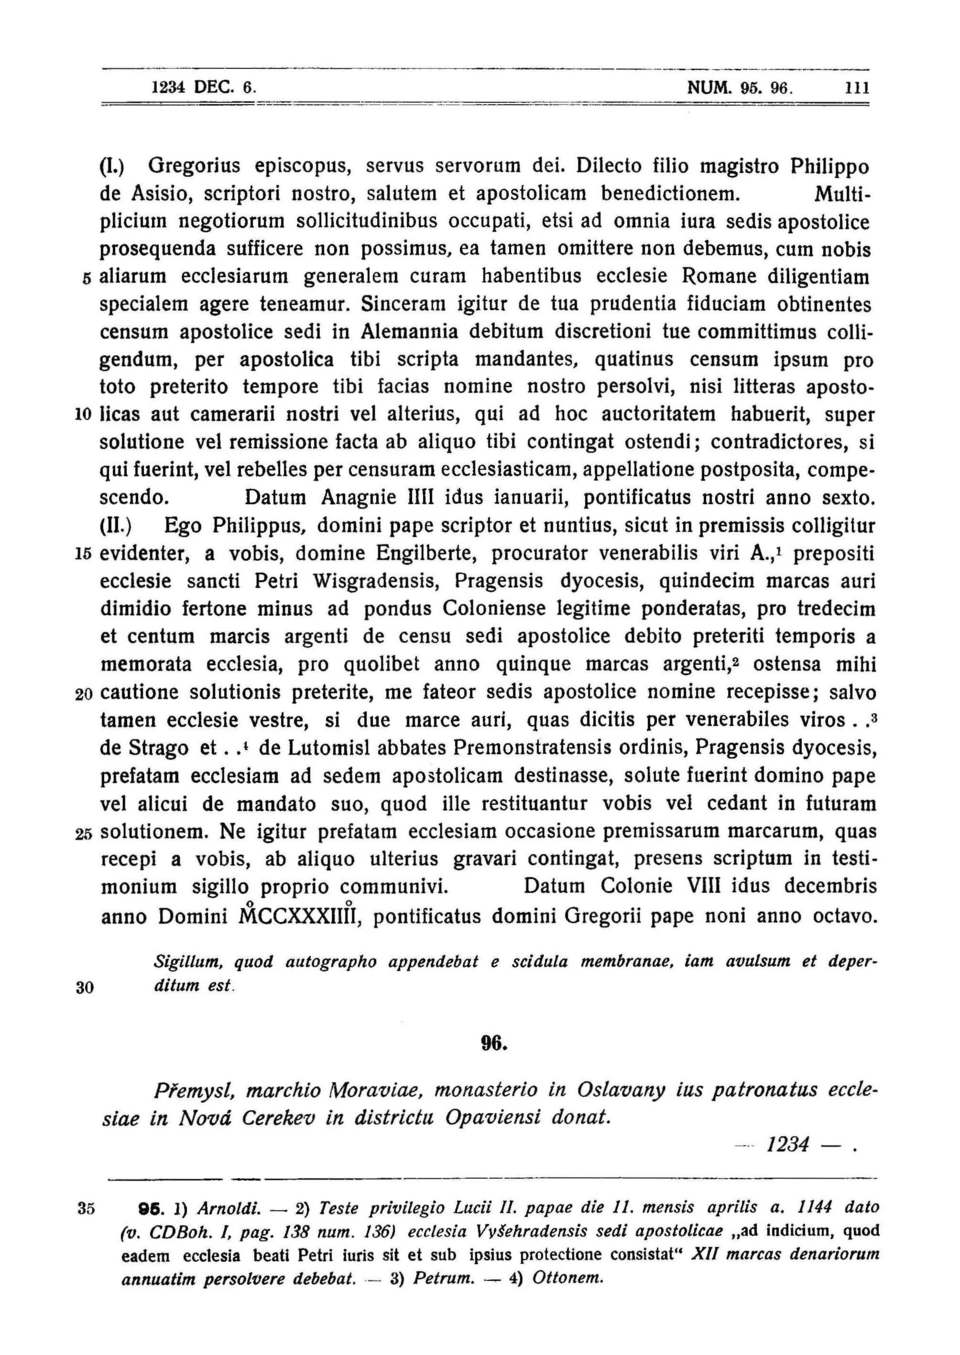 1234 DEC. 6. NUM. 95. 96. 111
(I.) Gregorius episcopus, servus servorum dei. Dilecto filio magistro Philippo
de Asisio, scriptori nostro, salutem et apostolicam benedictionem. Multi-
plicium negotiorum sollicitudinibus occupati, etsi ad omnia iura sedis apostolice
prosequenda sufficere non possimus, ea tamen omittere non debemus, cum nobis
5 aliarum ecclesiarum generalem curam habentibus ecclesie Romane diligentiam
specialem agere teneamur. Sinceram igitur de tua prudentia fiduciam obtinentes
censum apostolice sedi in Alemannia debitum discretioni tue committimus colli-
gendum, per apostolica tibi scripta mandantes, quatinus censum ipsum pro
toto preterito tempore tibi facias nomine nostro persolvi, nisi litteras aposto-
10 licas aut camerarii nostri vel alterius, qui ad hoc auctoritatem habuerit, super
solutione vel remissione facta ab aliquo tibi contingat ostendi; contradictores, si
qui fuerint, vel rebelles per censuram ecclesiasticam, appellatione postposita, compe-
scendo. Datum Anagnie IIII idus ianuarii, pontificatus nostri anno sexto.
(II.) Ego Philippus, domini pape scriptor et nuntius, sicut in premissis colligitur
15 evidenter, a vobis, domine Engilberte, procurator venerabilis viri A.,¹ prepositi
ecclesie sancti Petri Wisgradensis, Pragensis dyocesis, quindecim marcas auri
dimidio fertone minus ad pondus Coloniense legitime ponderatas, pro tredecim
et centum marcis argenti de censu sedi apostolice debito preteriti temporis a
memorata ecclesia, pro quolibet anno quinque marcas argenti,² ostensa mihi
20 cautione solutionis preterite, me fateor sedis apostolice nomine recepisse; salvo
tamen ecclesie vestre, si due marce auri, quas dicitis per venerabiles viros . .³
de Strago et . .⁴ de Lutomisl abbates Premonstratensis ordinis, Pragensis dyocesis,
prefatam ecclesiam ad sedem apostolicam destinasse, solute fuerint domino pape
vel alicui de mandato suo, quod ille restituantur vobis vel cedant in futuram
25 solutionem. Ne igitur prefatam ecclesiam occasione premissarum marcarum, quas
recepi a vobis, ab aliquo ulterius gravari contingat, presens scriptum in testi-
monium sigillo proprio communivi. Datum Colonie VIII idus decembris
anno Domini M̊CCXXXIIII̊, pontificatus domini Gregorii pape noni anno octavo.
Sigillum, quod autographo appendebat e scidula membranae, iam avulsum et deper-
30 ditum est.
96.
Přemysl, marchio Moraviae, monasterio in Oslavany ius patronatus eccle-
siae in Nová Cerekev in districtu Opaviensi donat.
— 1234 — .
35 95. 1) Arnoldi. — 2) Teste privilegio Lucii II. papae die 11. mensis aprilis a. 1144 dato
(v. CDBoh. I, pag. 138 num. 136) ecclesia Vyšehradensis sedi apostolicae „ad indicium, quod
eadem ecclesia beati Petri iuris sit et sub ipsius protectione consistat“ XII marcas denariorum
annuatim persolvere debebat. — 3) Petrum. — 4) Ottonem.